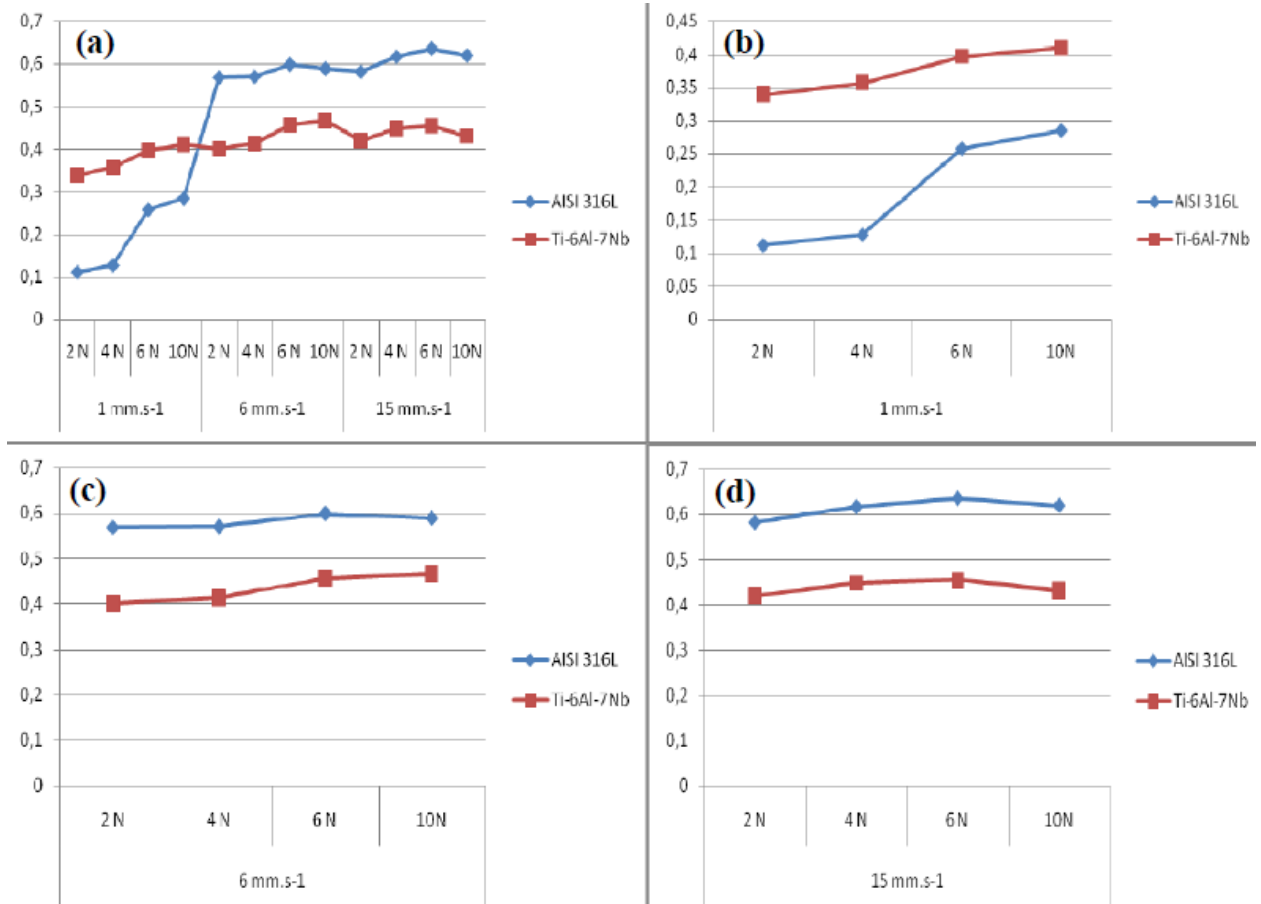 (a)
0,7
0,6
0,5
0,4
0,3
0,2
0,1
0
2 N 4 N 6 N 10N 2 N 4 N 6 N 10N 2 N 4 N 6 N 10N
1 mm.s-1 6 mm.s-1 15 mm.s-1
AISI 316L
Ti-6Al-7Nb
(b)
0,45
0,4
0,35
0,3
0,25
0,2
0,15
0,1
0,05
0
2 N 4 N 6 N 10N
1 mm.s-1
AISI 316L
Ti-6Al-7Nb
(c)
0,7
0,6
0,5
0,4
0,3
0,2
0,1
0
2 N 4 N 6 N 10N
6 mm.s-1
AISI 316L
Ti-6Al-7Nb
(d)
0,7
0,6
0,5
0,4
0,3
0,2
0,1
0
2 N 4 N 6 N 10N
15 mm.s-1
AISI 316L
Ti-6Al-7Nb